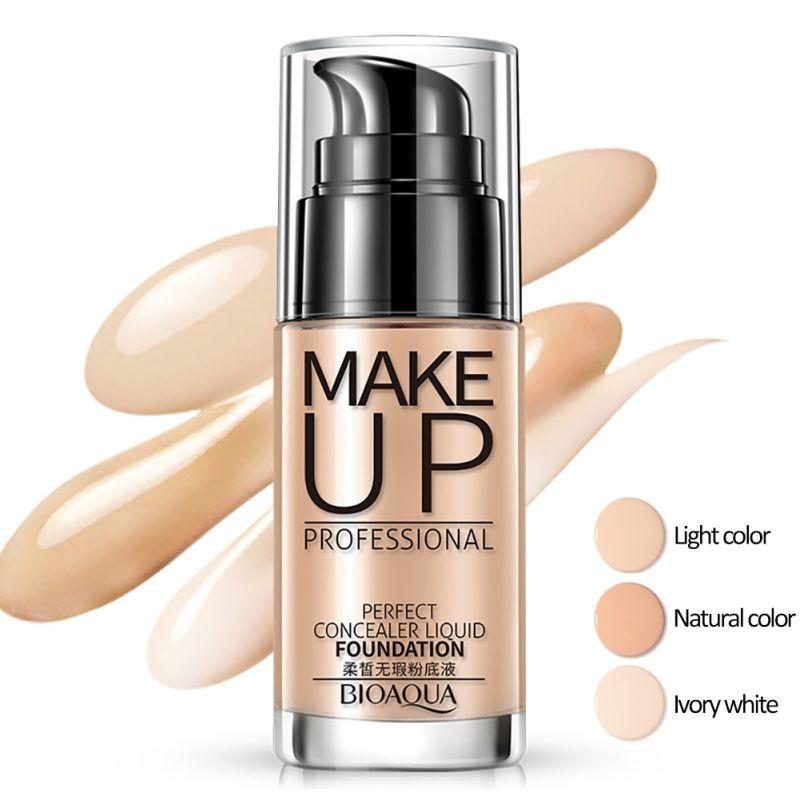 MAKE
UP
PROFESSIONAL
PERFECT
CONCEALER LIQUID
FOUNDATION
柔皙无瑕粉底液
BIOAQUA
Light color
Natural color
Ivory white